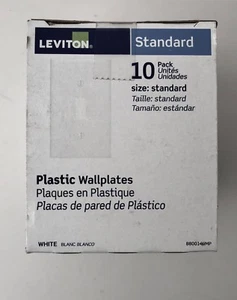 LEVITON
Standard
10 Pack
Unités
Unidades
size: standard
Taille: standard
Tamaño: estándar
Plastic Wallplates
Plaques en Plastique
Placas de pared de Plástico
WHITE BLANC BLANCO